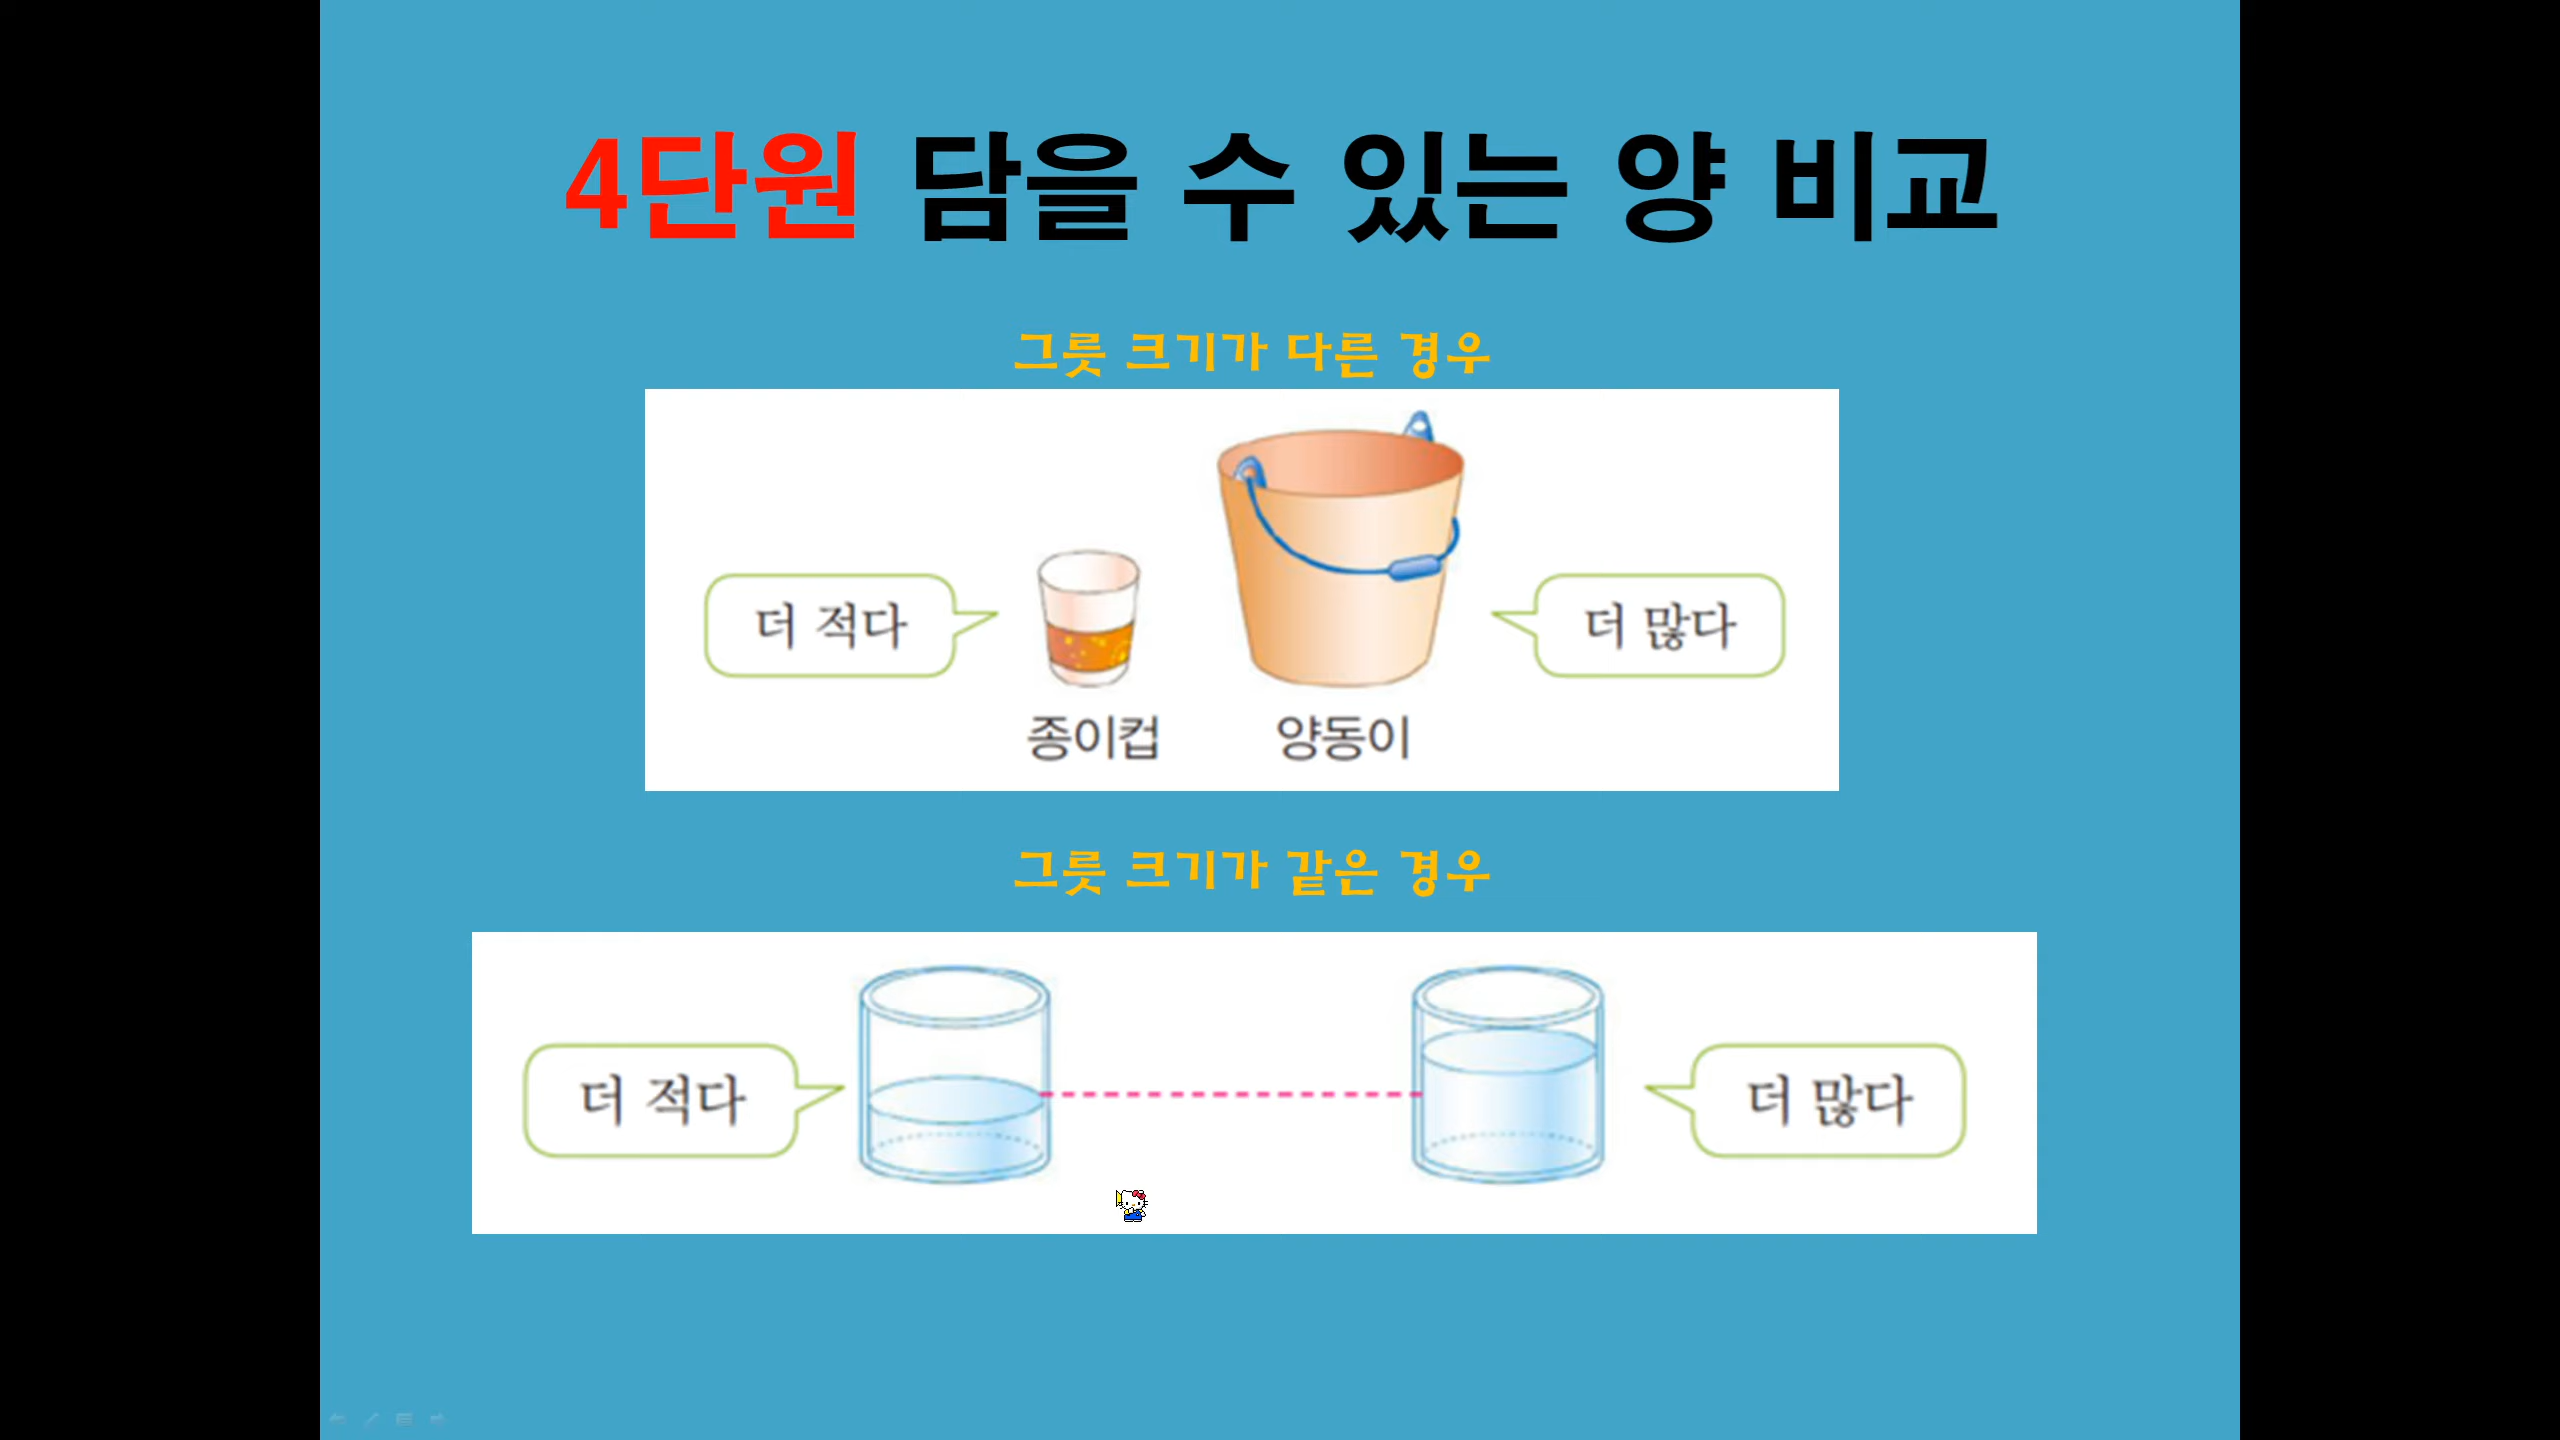 4단원 담을 수 있는 양 비교
그릇 크기가 다른 경우
더 적다
더 많다
종이컵 양동이
그릇 크기가 같은 경우
더 적다
더 많다